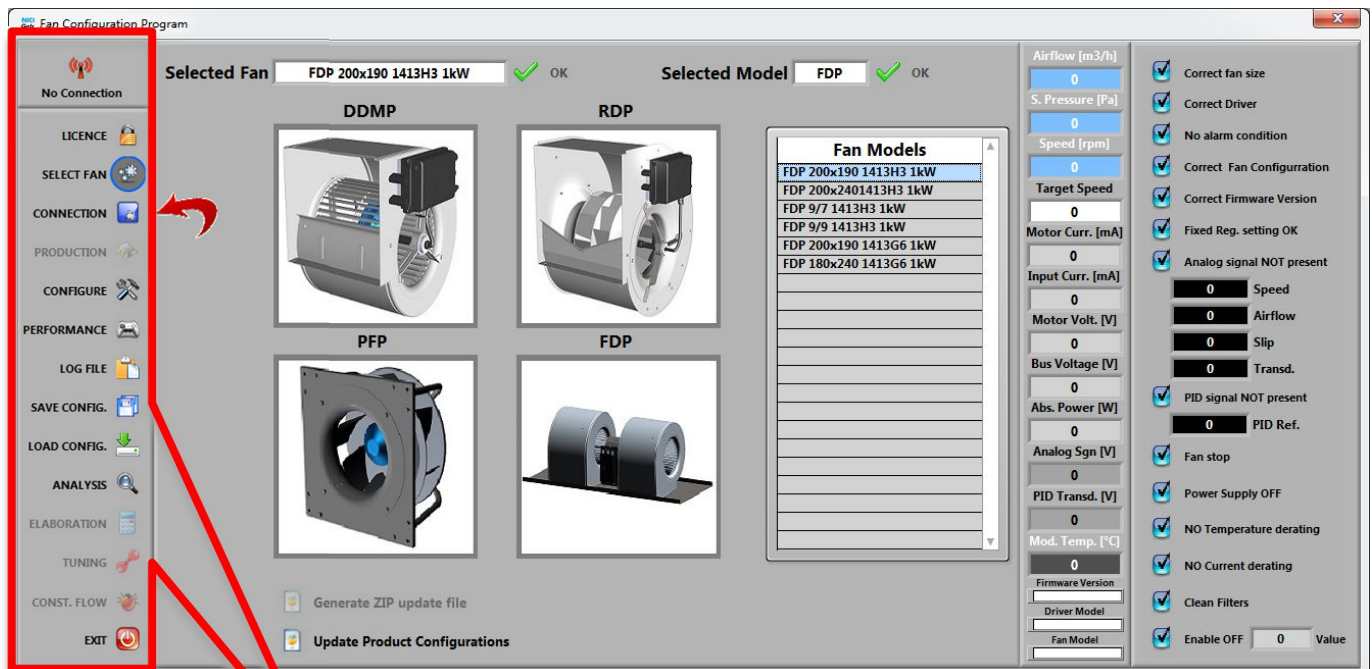 Fan Configuration Program
No Connection
LICENCE
SELECT FAN
CONNECTION
PRODUCTION
CONFIGURE
PERFORMANCE
LOG FILE
SAVE CONFIG.
LOAD CONFIG.
ANALYSIS
ELABORATION
TUNING
CONST. FLOW
EXIT
Selected Fan FDP 200x190 1413H3 1kW OK Selected Model FDP OK
DDMP RDP
PFP FDP
Fan Models
FDP 200x190 1413H3 1kW
FDP 200x2401413H3 1kW
FDP 9/7 1413H3 1kW
FDP 9/9 1413H3 1kW
FDP 200x190 1413G6 1kW
FDP 180x240 1413G6 1kW
Generate ZIP update file
Update Product Configurations
Airflow [m3/h]
0
S. Pressure [Pa]
0
Speed [rpm]
0
Target Speed
0
Motor Curr. [mA]
0
Input Curr. [mA]
0
Motor Volt. [V]
0
Bus Voltage [V]
0
Abs. Power [W]
0
Analog Sgn [V]
0
PID Transd. [V]
0
Mod. Temp. [°C]
0
Firmware Version
Driver Model
Fan Model
Correct fan size
Correct Driver
No alarm condition
Correct Fan Configurration
Correct Firmware Version
Fixed Reg. setting OK
Analog signal NOT present
0 Speed
0 Airflow
0 Slip
0 Transd.
PID signal NOT present
0 PID Ref.
Fan stop
Power Supply OFF
NO Temperature derating
NO Current derating
Clean Filters
Enable OFF 0 Value